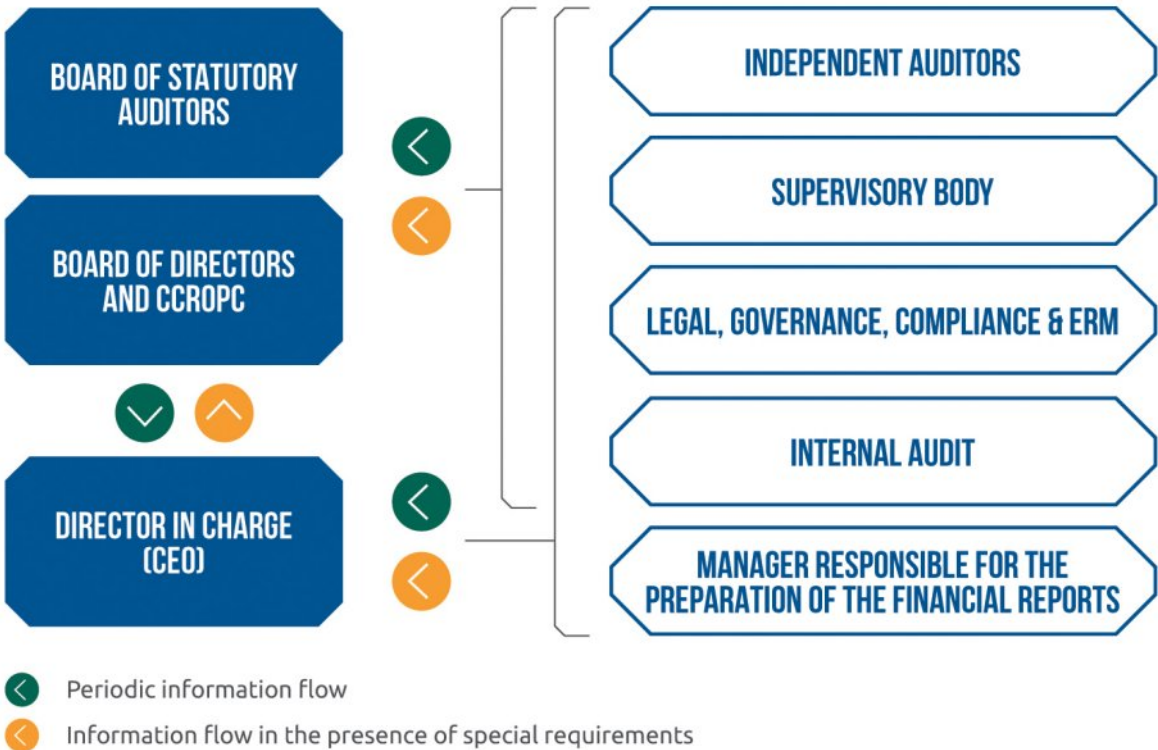 BOARD OF STATUTORY
AUDITORS
BOARD OF DIRECTORS
AND CCROPC
DIRECTOR IN CHARGE
(CEO)
INDEPENDENT AUDITORS
SUPERVISORY BODY
LEGAL, GOVERNANCE, COMPLIANCE & ERM
INTERNAL AUDIT
MANAGER RESPONSIBLE FOR THE
PREPARATION OF THE FINANCIAL REPORTS
Periodic information flow
Information flow in the presence of special requirements